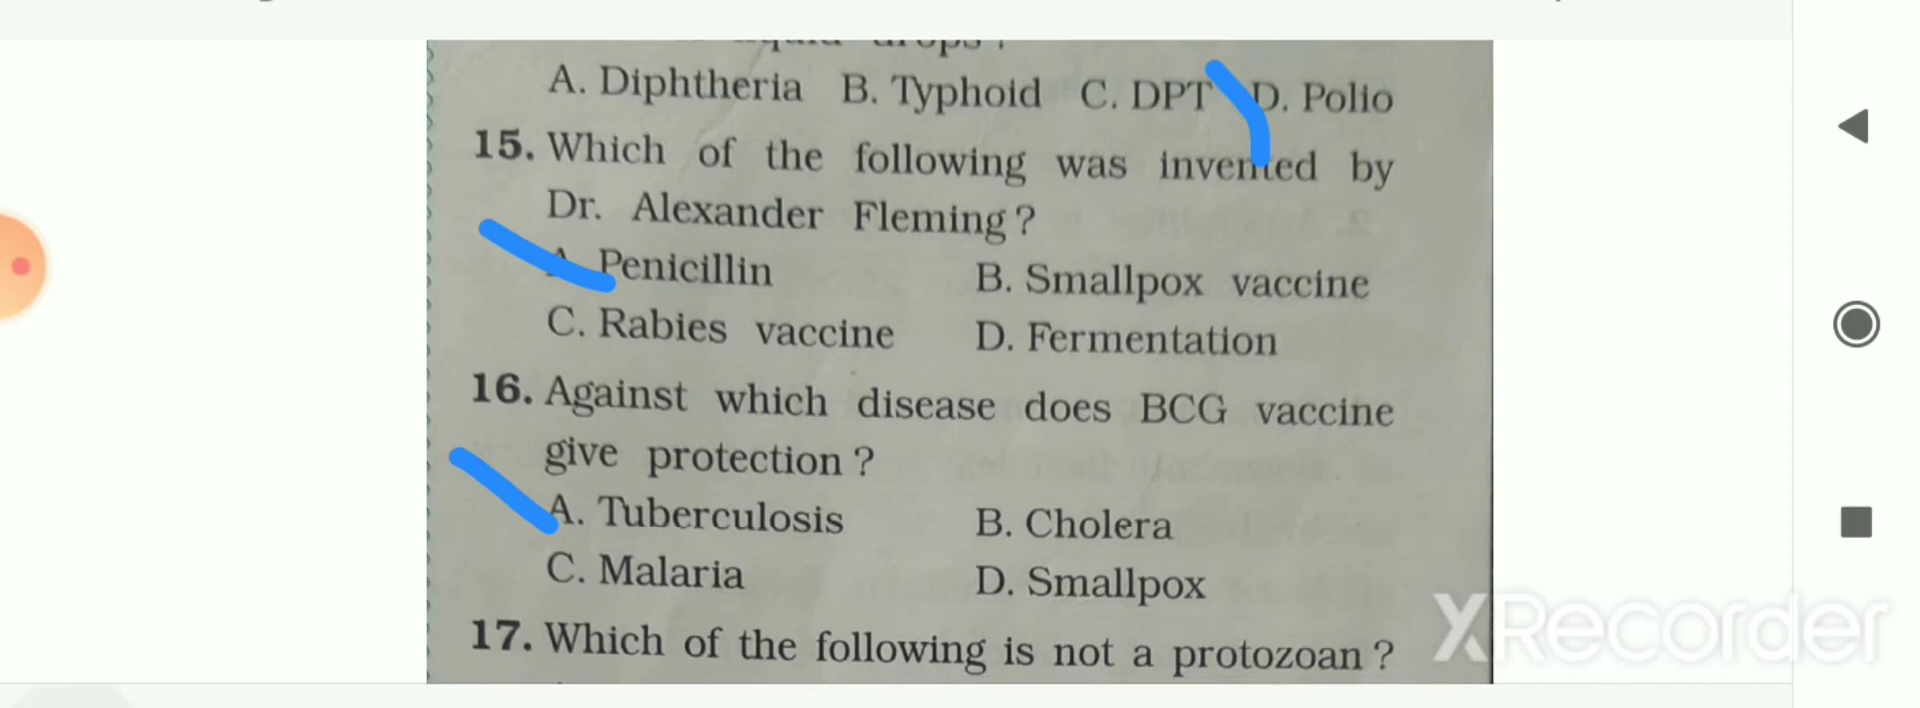 drops ?
A. Diphtheria B. Typhoid C. DPT D. Polio
15. Which of the following was invented by
Dr. Alexander Fleming ?
A. Penicillin B. Smallpox vaccine
C. Rabies vaccine D. Fermentation
16. Against which disease does BCG vaccine
give protection ?
A. Tuberculosis B. Cholera
C. Malaria D. Smallpox
17. Which of the following is not a protozoan ?
XRecorder